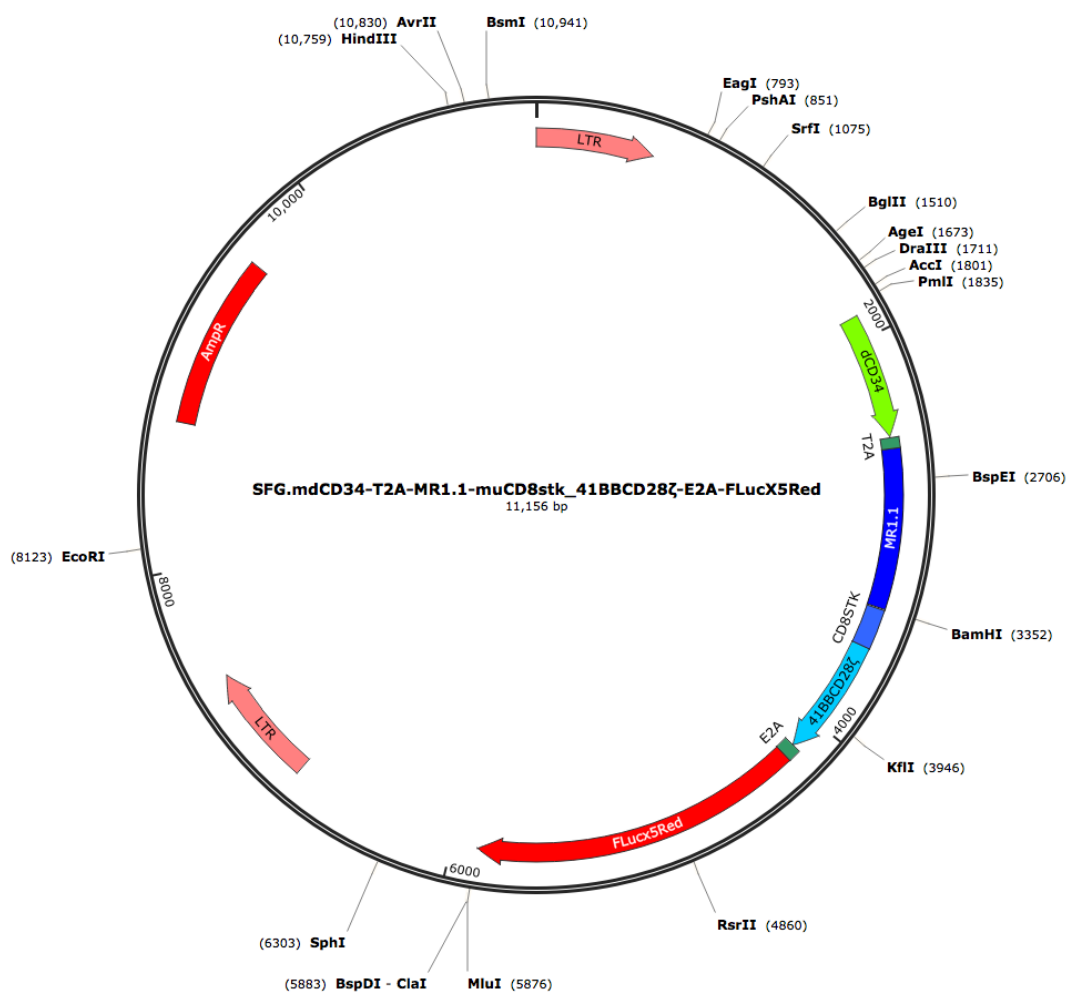 (10,830) AvrII
BsmI (10,941)
(10,759) HindIII
EagI (793)
PshAI (851)
SrfI (1075)
LTR
BglII (1510)
10,000
AgeI (1673)
DraIII (1711)
AccI (1801)
PmlI (1835)
2000
AmpR
dCD34
T2A
BspEI (2706)
SFG.mdCD34-T2A-MR1.1-muCD8stk_41BBCD28ζ-E2A-FLucX5Red
11,156 bp
MR1.1
(8123) EcoRI
8000
CD8STK
BamHI (3352)
41BBCD28ζ
4000
LTR
E2A
KflI (3946)
FLucx5Red
6000
RsrII (4860)
(6303) SphI
(5883) BspDI - ClaI
MluI (5876)